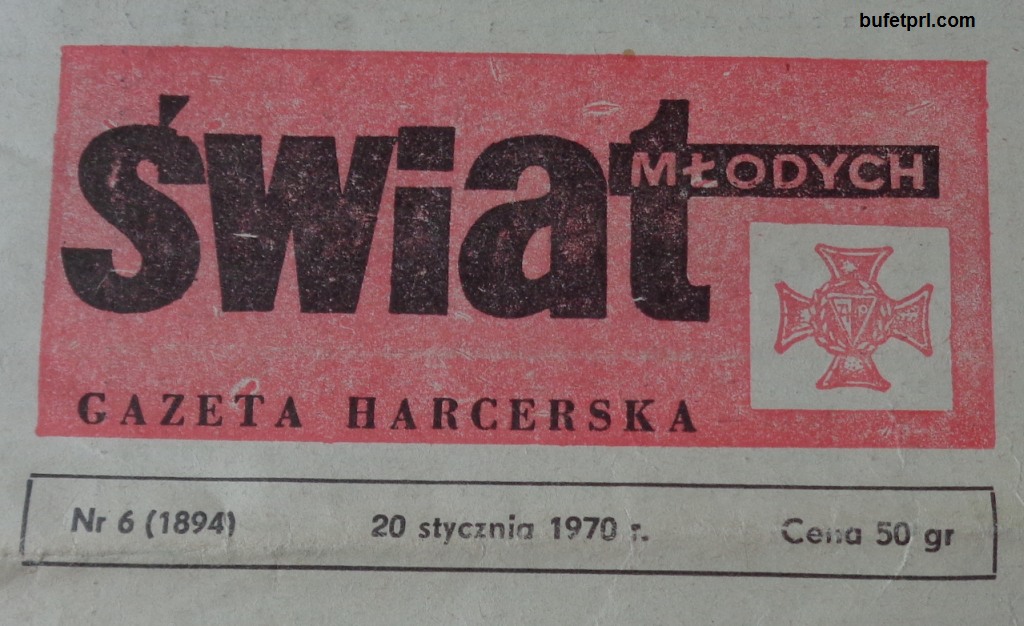 bufetprl.com
świat MŁODYCH
GAZETA HARCERSKA
Nr 6 (1894) 20 stycznia 1970 r. Cena 50 gr